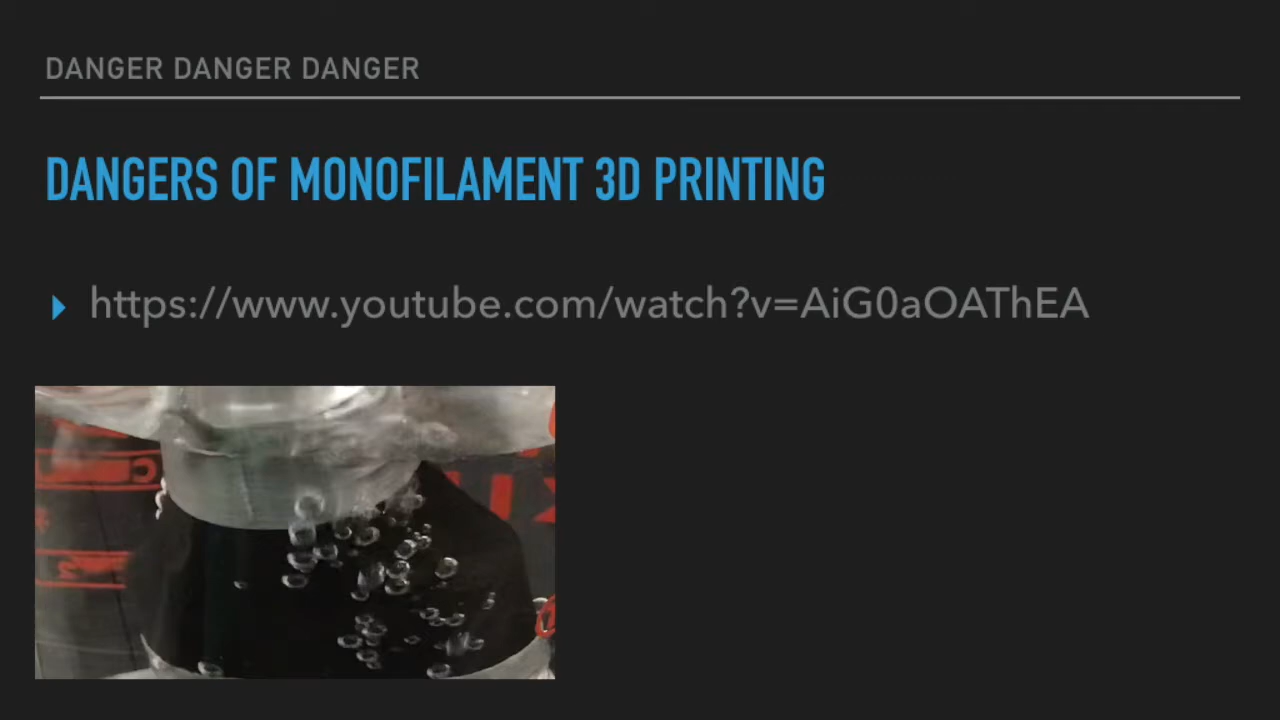 DANGER DANGER DANGER
DANGERS OF MONOFILAMENT 3D PRINTING
https://www.youtube.com/watch?v=AiG0aOAThEA